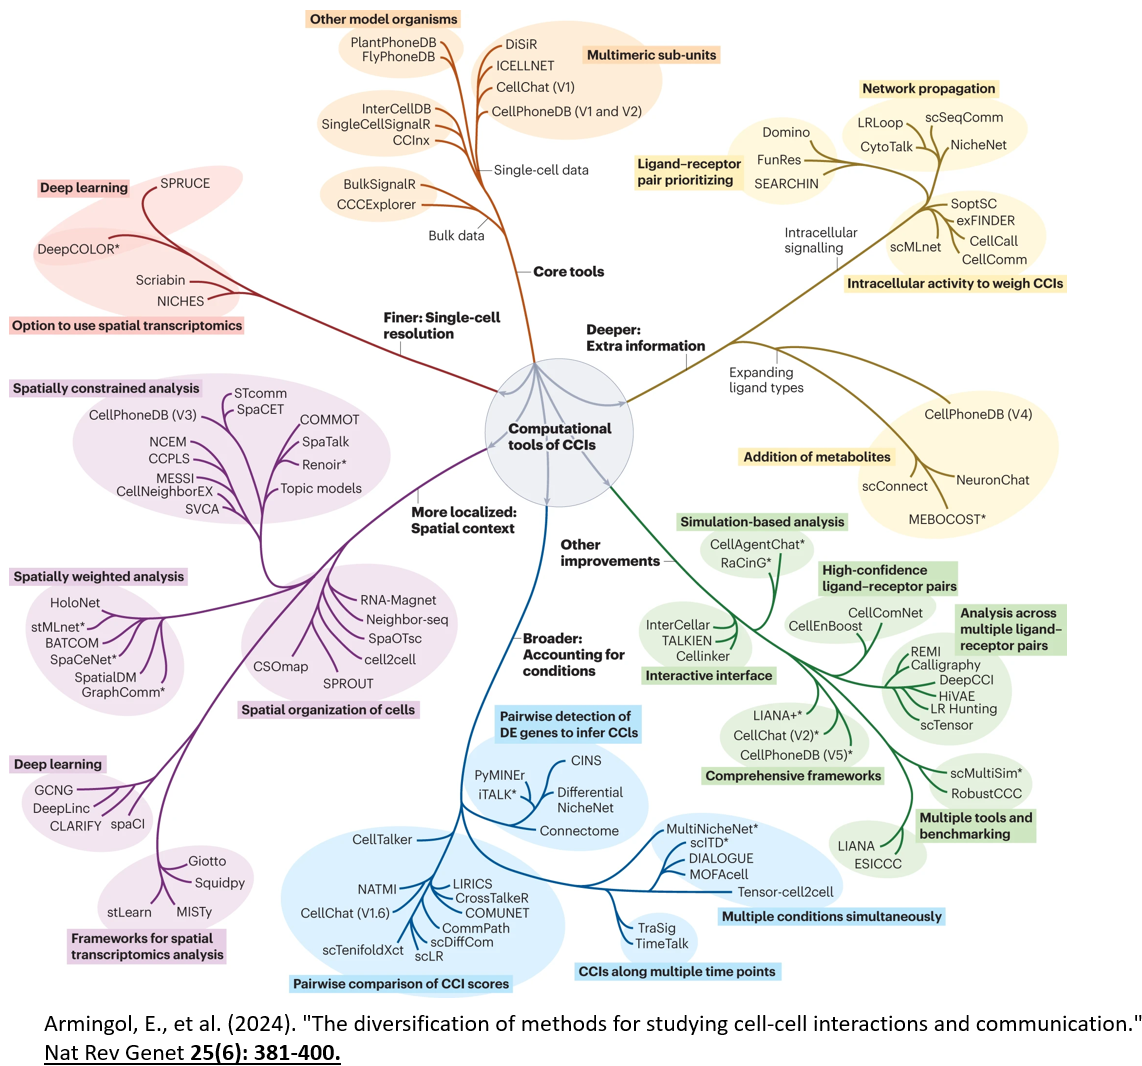 Other model organisms
PlantPhoneDB
FlyPhoneDB
DiSiR
ICELLNET
CellChat (V1)
CellPhoneDB (V1 and V2)
Multimeric sub-units
InterCellDB
SingleCellSignalR
CCInx
Single-cell data
BulkSignalR
CCCExplorer
Bulk data
Core tools
Network propagation
LRLoop
scSeqComm
CytoTalk
NicheNet
Domino
FunRes
SEARCHIN
Ligand–receptor
pair prioritizing
SoptSC
exFINDER
CellCall
CellComm
scMLnet
Intracellular
signalling
Intracellular activity to weigh CCIs
Deep learning
SPRUCE
DeepCOLOR*
Scriabin
NICHES
Option to use spatial transcriptomics
Finer: Single-cell
resolution
Deeper:
Extra information
Expanding
ligand types
CellPhoneDB (V4)
Addition of metabolites
scConnect
NeuronChat
MEBOCOST*
Computational
tools of CCIs
Spatially constrained analysis
STcomm
SpaCET
CellPhoneDB (V3)
COMMOT
SpaTalk
Renoir*
Topic models
NCEM
CCPLS
MESSI
CellNeighborEX
SVCA
More localized:
Spatial context
Spatially weighted analysis
HoloNet
stMLnet*
BATCOM
SpaCeNet*
SpatialDM
GraphComm*
RNA-Magnet
Neighbor-seq
SpaOTsc
cell2cell
SPROUT
CSOmap
Spatial organization of cells
Deep learning
GCNG
DeepLinc
CLARIFY
spaCI
Giotto
Squidpy
MISTy
stLearn
Frameworks for spatial
transcriptomics analysis
Other
improvements
Simulation-based analysis
CellAgentChat*
RaCinG*
High-confidence
ligand–receptor pairs
CellComNet
CellEnBoost
Analysis across
multiple ligand–
receptor pairs
REMI
Calligraphy
DeepCCI
HiVAE
LR Hunting
scTensor
InterCellar
TALKIEN
Cellinker
Interactive interface
LIANA+*
CellChat (V2)*
CellPhoneDB (V5)*
Comprehensive frameworks
scMultiSim*
RobustCCC
Multiple tools and
benchmarking
LIANA
ESICCC
Broader:
Accounting for
conditions
Pairwise detection of
DE genes to infer CCIs
CINS
PyMINEr
iTALK*
Differential
NicheNet
Connectome
CellTalker
NATMI
CellChat (V1.6)
scTenifoldXct
LIRICS
CrossTalkeR
COMUNET
CommPath
scDiffCom
scLR
Pairwise comparison of CCI scores
MultiNicheNet*
scITD*
DIALOGUE
MOFAcell
Tensor-cell2cell
Multiple conditions simultaneously
TraSig
TimeTalk
CCIs along multiple time points
Armingol, E., et al. (2024). "The diversification of methods for studying cell-cell interactions and communication."
Nat Rev Genet 25(6): 381-400.